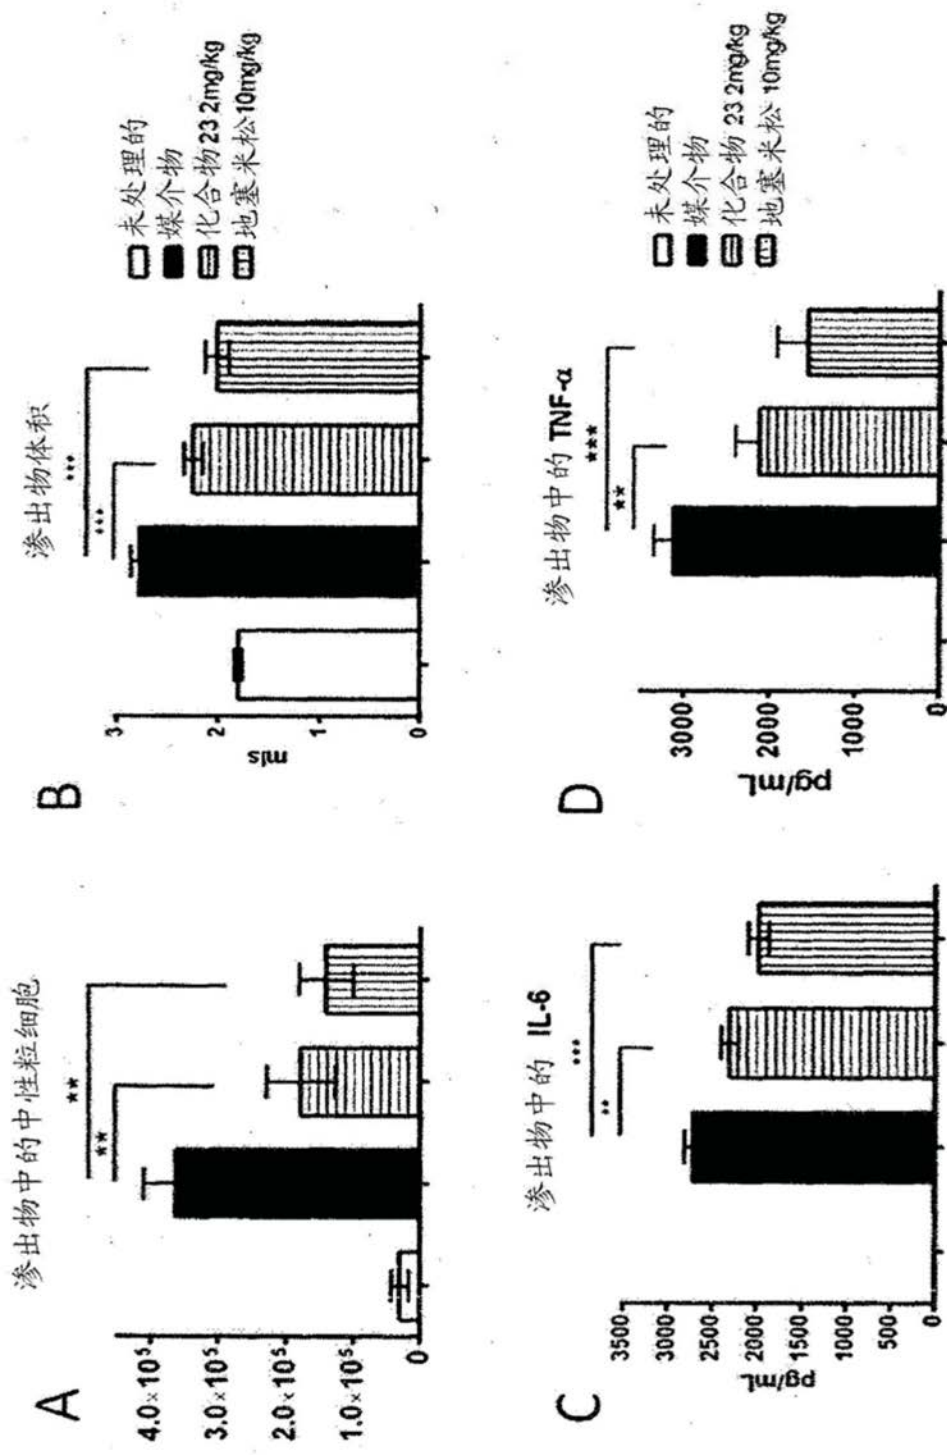 A
渗出物中的中性粒细胞
4.0×10⁵
3.0×10⁵
2.0×10⁵
1.0×10⁵
0
**
**
B
渗出物体积
3
2
1
0
mls
***
***
未处理的
媒介物
化合物 23 2mg/kg
地塞米松 10mg/kg
C
渗出物中的 IL-6
3500
3000
2500
2000
1500
1000
500
0
pg/mL
***
**
D
渗出物中的 TNF-α
3000
2000
1000
0
pg/mL
***
**
未处理的
媒介物
化合物 23 2mg/kg
地塞米松 10mg/kg